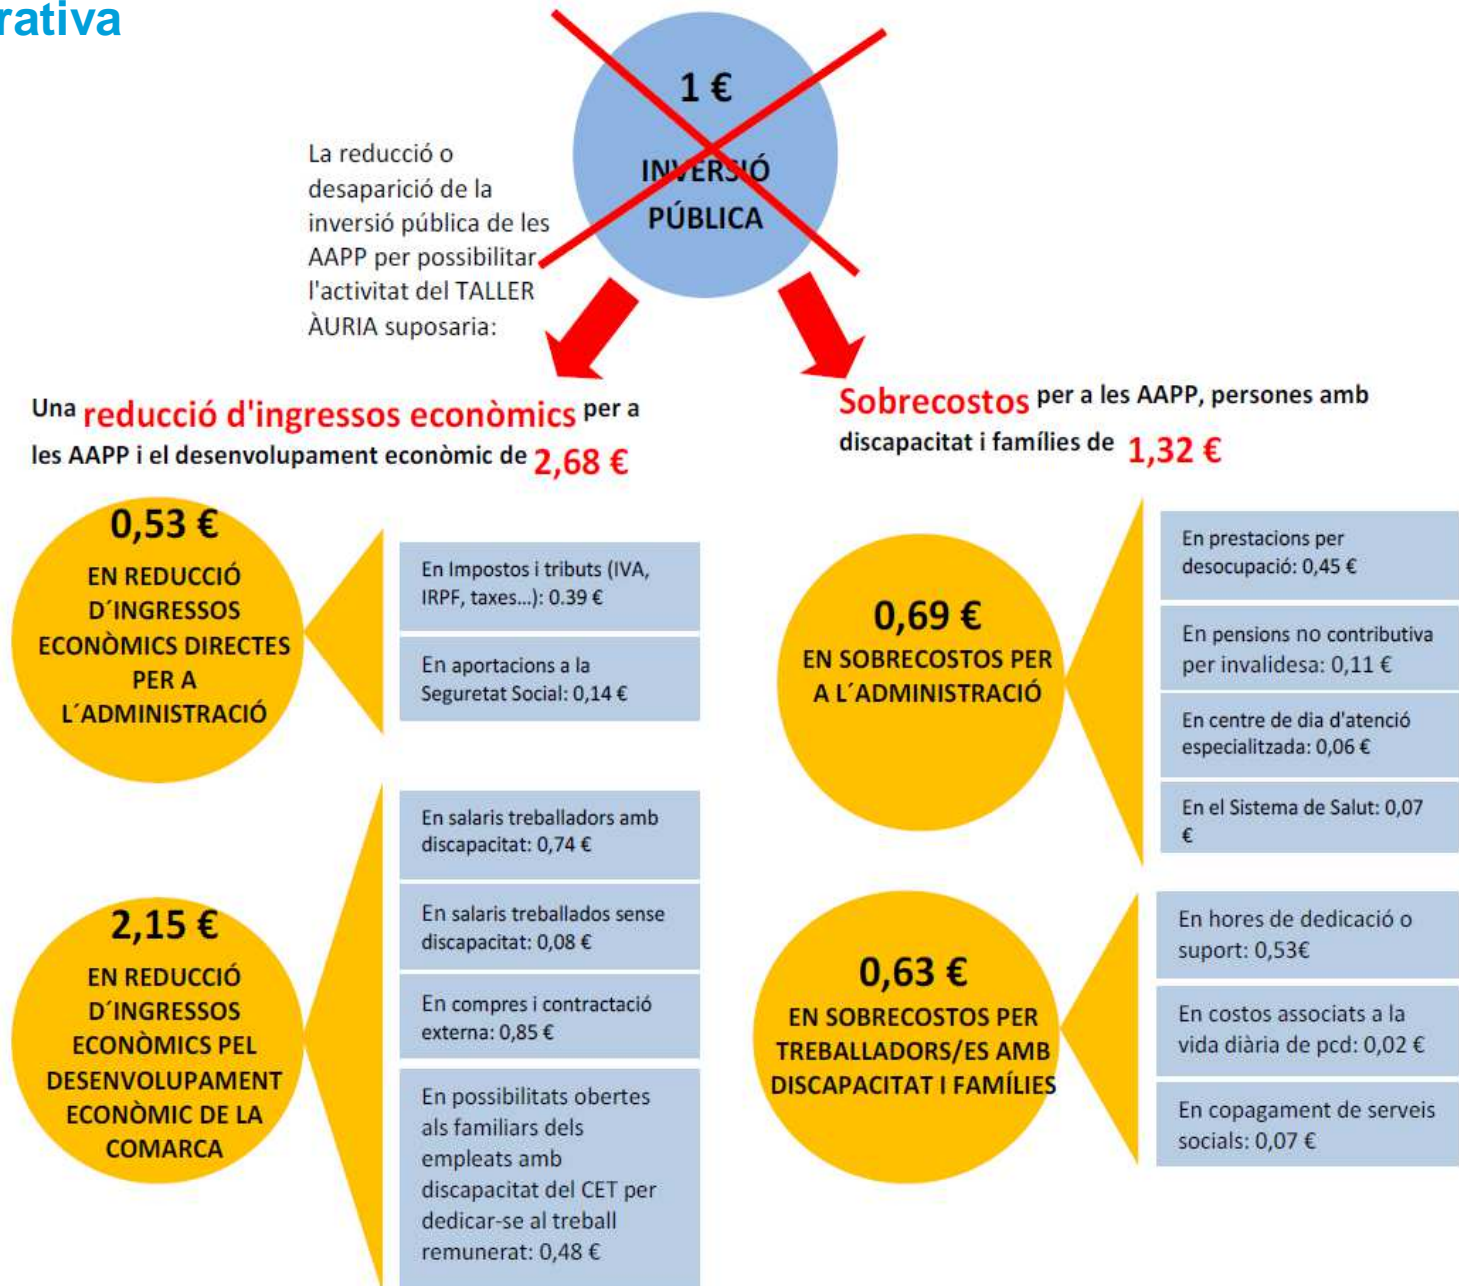 rativa
1 €
INVERSIÓ
PÚBLICA
La reducció o
desaparició de la
inversió pública de les
AAPP per possibilitar
l'activitat del TALLER
ÀURIA suposaria:
Una reducció d'ingressos econòmics per a
les AAPP i el desenvolupament econòmic de 2,68 €
Sobrecostos per a les AAPP, persones amb
discapacitat i famílies de 1,32 €
0,53 €
EN REDUCCIÓ
D´INGRESSOS
ECONÒMICS DIRECTES
PER A
L´ADMINISTRACIÓ
En Impostos i tributs (IVA,
IRPF, taxes...): 0.39 €
En aportacions a la
Seguretat Social: 0,14 €
2,15 €
EN REDUCCIÓ
D´INGRESSOS
ECONÒMICS PEL
DESENVOLUPAMENT
ECONÒMIC DE LA
COMARCA
En salaris treballadors amb
discapacitat: 0,74 €
En salaris treballados sense
discapacitat: 0,08 €
En compres i contractació
externa: 0,85 €
En possibilitats obertes
als familiars dels
empleats amb
discapacitat del CET per
dedicar-se al treball
remunerat: 0,48 €
0,69 €
EN SOBRECOSTOS PER
A L´ADMINISTRACIÓ
En prestacions per
desocupació: 0,45 €
En pensions no contributiva
per invalidesa: 0,11 €
En centre de dia d'atenció
especialitzada: 0,06 €
En el Sistema de Salut: 0,07
€
0,63 €
EN SOBRECOSTOS PER
TREBALLADORS/ES AMB
DISCAPACITAT I FAMÍLIES
En hores de dedicació o
suport: 0,53€
En costos associats a la
vida diària de pcd: 0,02 €
En copagament de serveis
socials: 0,07 €